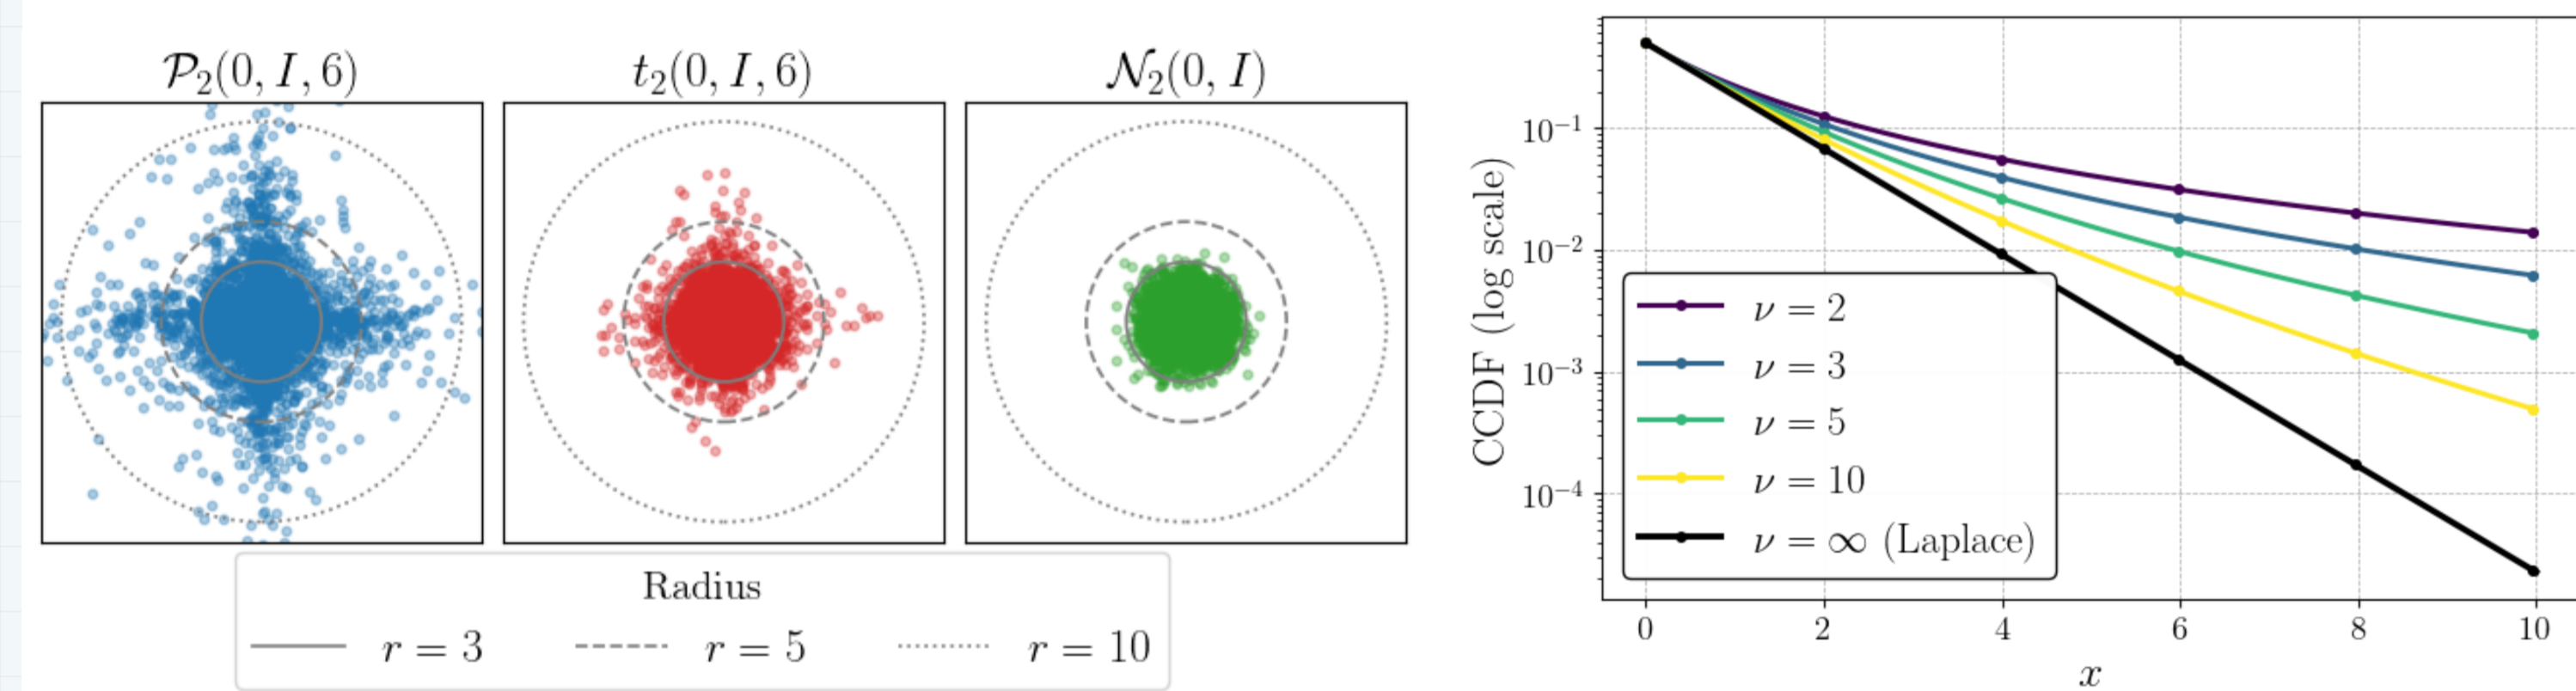 𝒫₂(0, I, 6)
t₂(0, I, 6)
𝒩₂(0, I)
Radius
r = 3
r = 5
r = 10
CCDF (log scale)
10⁻¹
10⁻²
10⁻³
10⁻⁴
ν = 2
ν = 3
ν = 5
ν = 10
ν = ∞ (Laplace)
0 2 4 6 8 10
x